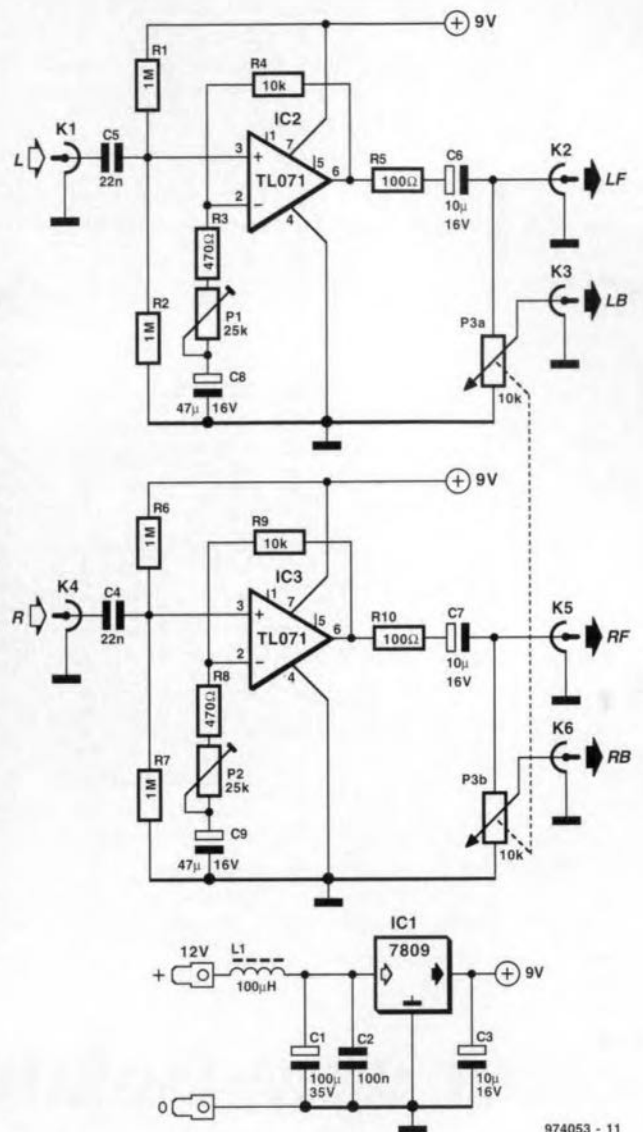 9V
R1
1M
R4
10k
IC2
K1
L
C5
22n
1
7
3
+
5
6
TL071
2
−
4
R5
100Ω
C6
10µ
16V
K2
LF
K3
LB
R3
470Ω
P1
25k
P3a
10k
R2
1M
C8
47µ
16V
9V
R6
1M
R9
10k
IC3
K4
R
C4
22n
1
7
3
+
5
6
TL071
2
−
4
R10
100Ω
C7
10µ
16V
K5
RF
K6
RB
R8
470Ω
P2
25k
P3b
10k
R7
1M
C9
47µ
16V
IC1
7809
+
12V
L1
100µH
9V
C1
100µ
35V
C2
100n
C3
10µ
16V
0
974053 - 11